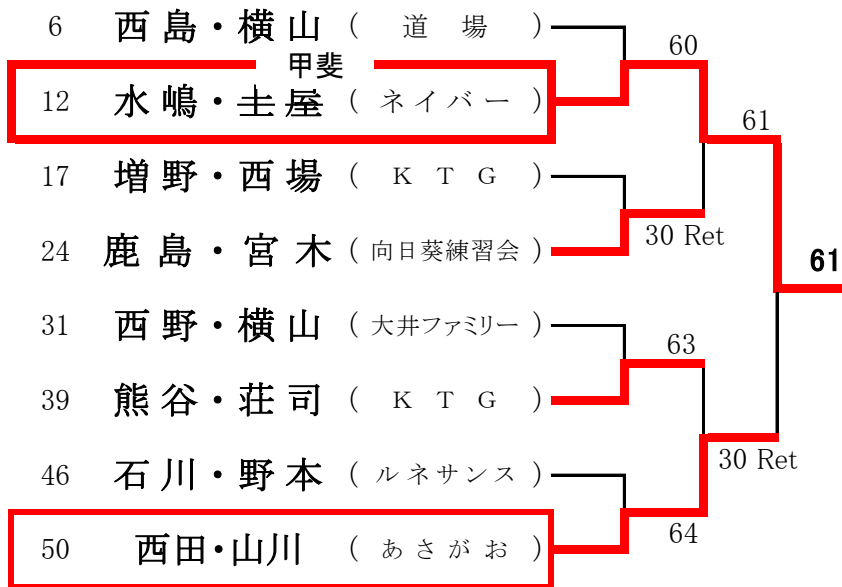 6 西島・横山 ( 道場 )
60
甲斐
12 水嶋・土屋 ( ネイバー )
61
17 増野・西場 ( KTG )
30 Ret
24 鹿島・宮木 ( 向日葵練習会 )
61
31 西野・横山 ( 大井ファミリー )
63
39 熊谷・荘司 ( KTG )
30 Ret
46 石川・野本 ( ルネサンス )
64
50 西田・山川 ( あさがお )